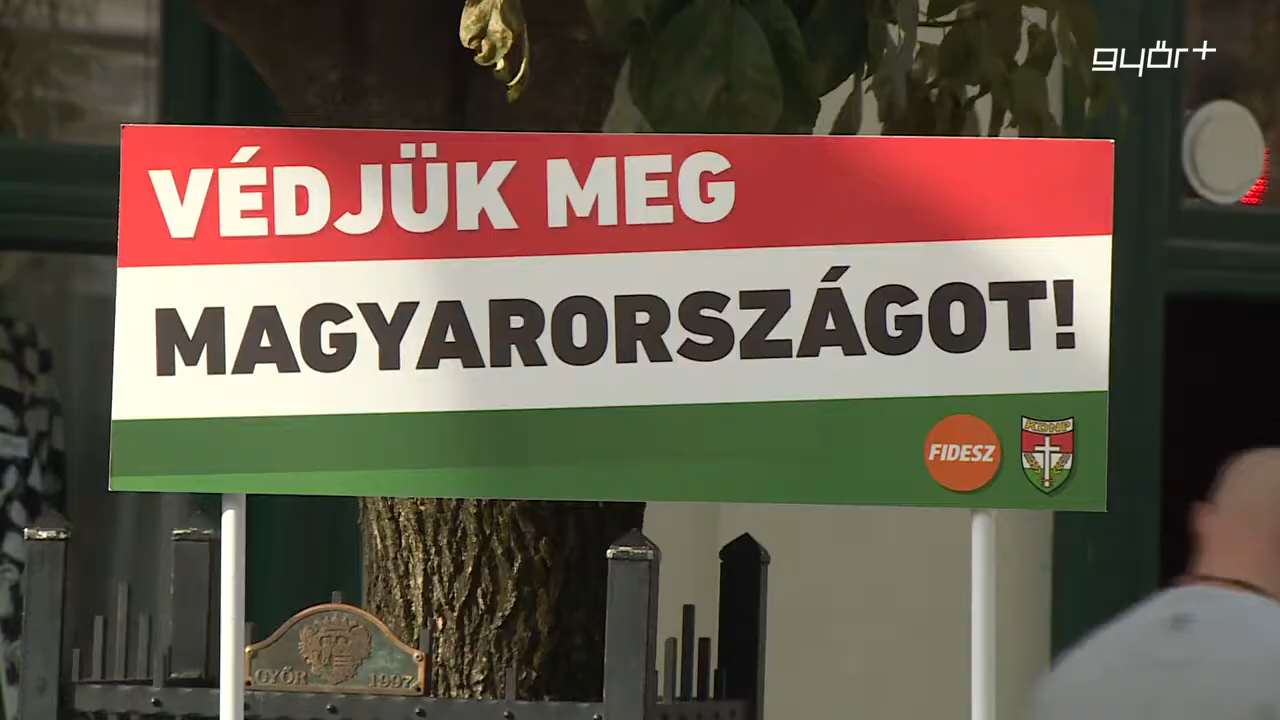 győr+
VÉDJÜK MEG
MAGYARORSZÁGOT!
FIDESZ
KDNP
GYŐR 1997